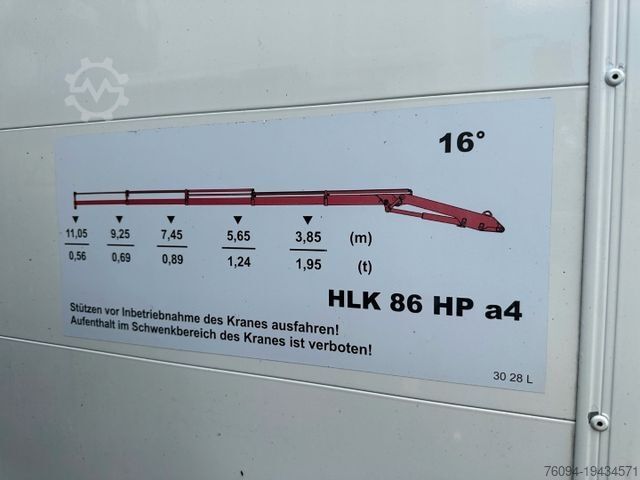 16°
11,05 9,25 7,45 5,65 3,85 (m)
0,56 0,69 0,89 1,24 1,95 (t)
HLK 86 HP a4
Stützen vor Inbetriebnahme des Kranes ausfahren!
Aufenthalt im Schwenkbereich des Kranes ist verboten!
30 28 L
76094-19434571